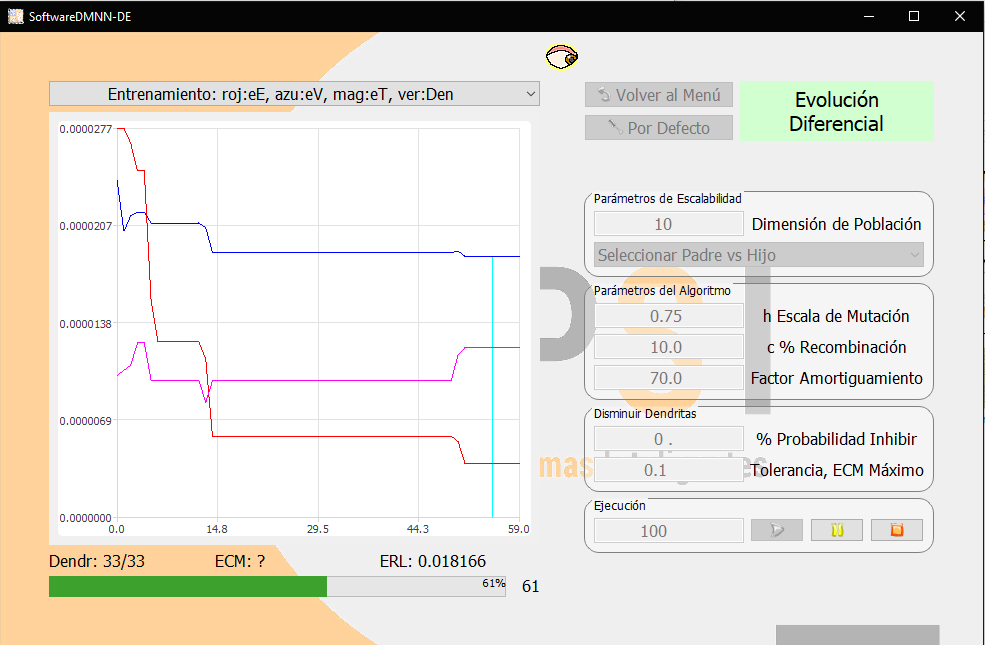 SoftwareDMNN-DE
Entrenamiento: roj:eE, azu:eV, mag:eT, ver:Den
Volver al Menú
Por Defecto
Evolución
Diferencial
0.0000277
0.0000207
0.0000138
0.0000069
0.0000000
0.0 14.8 29.5 44.3 59.0
Dendr: 33/33 ECM: ? ERL: 0.018166
61% 61
Parámetros de Escalabilidad
10 Dimensión de Población
Seleccionar Padre vs Hijo
Parámetros del Algoritmo
0.75 h Escala de Mutación
10.0 c % Recombinación
70.0 Factor Amortiguamiento
Disminuir Dendritas
0 . % Probabilidad Inhibir
0.1 Tolerancia, ECM Máximo
Ejecución
100